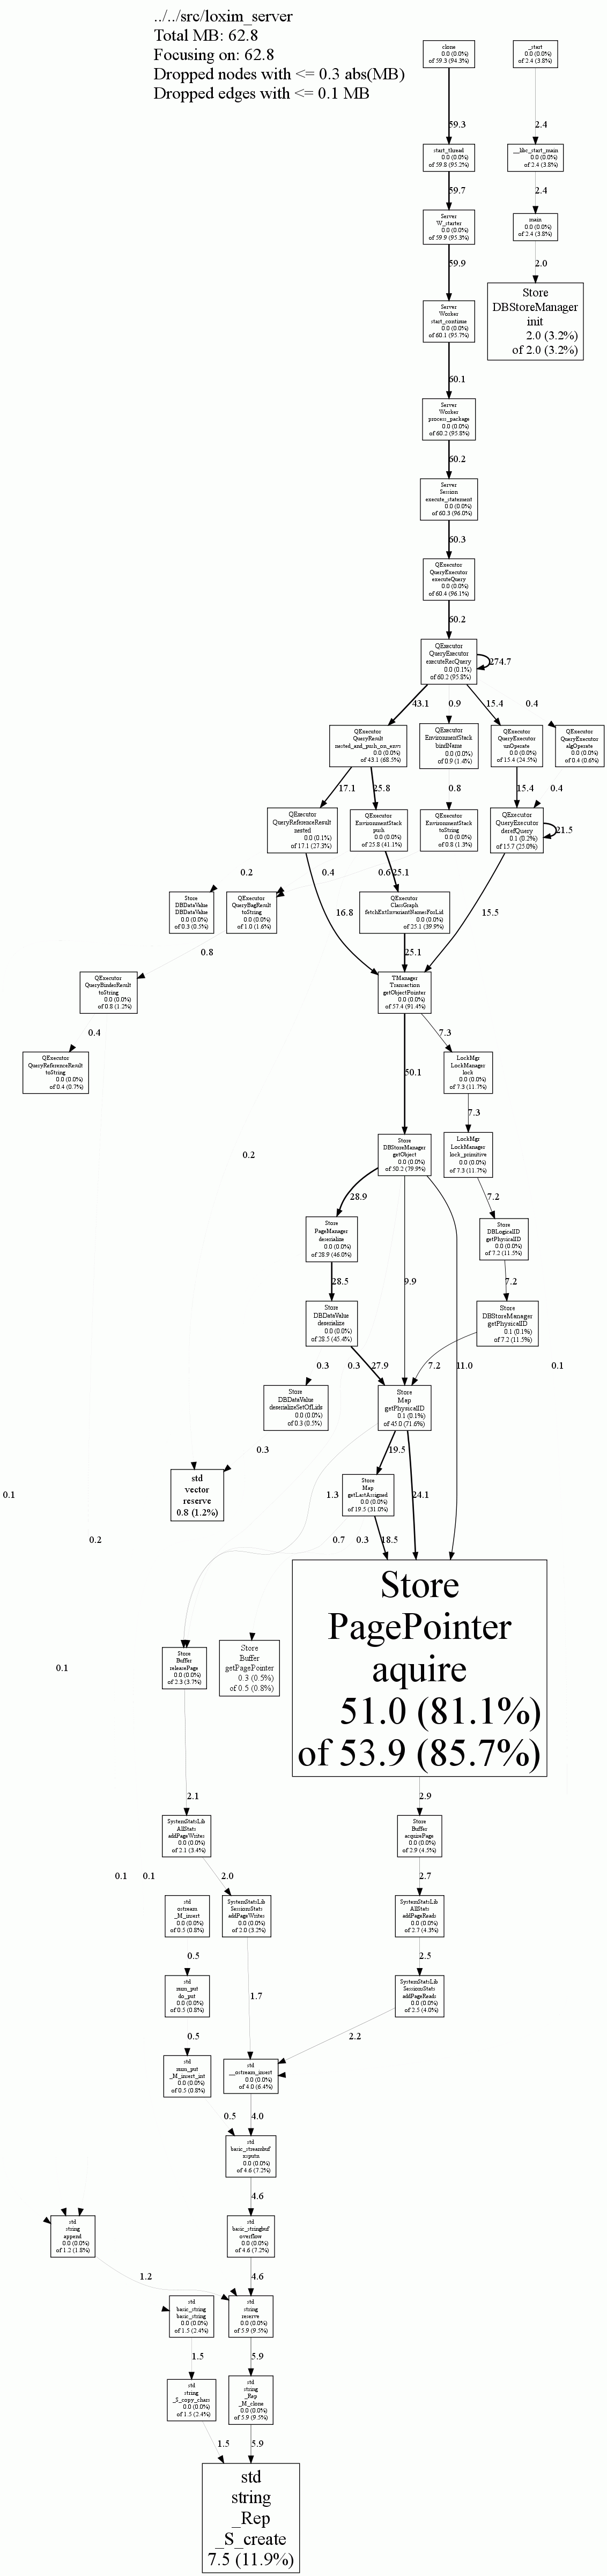 ../../src/loxim_server
Total MB: 62.8
Focusing on: 62.8
Dropped nodes with <= 0.3 abs(MB)
Dropped edges with <= 0.1 MB
clone
0.0 (0.0%)
of 59.3 (94.3%)
_start
0.0 (0.0%)
of 2.4 (3.8%)
59.3
2.4
start_thread
0.0 (0.0%)
of 59.8 (95.2%)
__libc_start_main
0.0 (0.0%)
of 2.4 (3.8%)
59.7
2.4
Server
W_starter
0.0 (0.0%)
of 59.9 (95.3%)
main
0.0 (0.0%)
of 2.4 (3.8%)
59.9
2.0
Server
Worker
start_continue
0.0 (0.0%)
of 60.1 (95.7%)
Store
DBStoreManager
init
2.0 (3.2%)
of 2.0 (3.2%)
60.1
Server
Worker
process_package
0.0 (0.0%)
of 60.2 (95.8%)
60.2
Server
Session
execute_statement
0.0 (0.0%)
of 60.3 (96.0%)
60.3
QExecutor
QueryExecutor
executeQuery
0.0 (0.0%)
of 60.4 (96.1%)
60.2
QExecutor
QueryExecutor
executeRecQuery
0.0 (0.1%)
of 60.2 (95.8%)
274.7
43.1
0.9
15.4
0.4
QExecutor
QueryResult
nested_and_push_on_envs
0.0 (0.0%)
of 43.1 (68.5%)
QExecutor
EnvironmentStack
bindName
0.0 (0.0%)
of 0.9 (1.4%)
QExecutor
QueryExecutor
unOperate
0.0 (0.0%)
of 15.4 (24.5%)
QExecutor
QueryExecutor
algOperate
0.0 (0.0%)
of 0.4 (0.6%)
17.1
25.8
0.8
15.4
0.4
QExecutor
QueryReferenceResult
nested
0.0 (0.1%)
of 17.1 (27.3%)
QExecutor
EnvironmentStack
push
0.0 (0.0%)
of 25.8 (41.1%)
QExecutor
EnvironmentStack
toString
0.0 (0.0%)
of 0.8 (1.3%)
QExecutor
QueryExecutor
derefQuery
0.1 (0.2%)
of 15.7 (25.0%)
21.5
0.2
0.4
0.6
25.1
Store
DBDataValue
DBDataValue
0.0 (0.0%)
of 0.3 (0.5%)
QExecutor
QueryBagResult
toString
0.0 (0.0%)
of 1.0 (1.6%)
16.8
QExecutor
ClassGraph
fetchExtInvariantNamesForLid
0.0 (0.0%)
of 25.1 (39.9%)
15.5
0.8
25.1
QExecutor
QueryBinderResult
toString
0.0 (0.0%)
of 0.8 (1.2%)
TManager
Transaction
getObjectPointer
0.0 (0.0%)
of 57.4 (91.4%)
0.4
7.3
QExecutor
QueryReferenceResult
toString
0.0 (0.0%)
of 0.4 (0.7%)
50.1
LockMgr
LockManager
lock
0.0 (0.0%)
of 7.3 (11.7%)
7.3
0.2
Store
DBStoreManager
getObject
0.0 (0.0%)
of 50.2 (79.9%)
LockMgr
LockManager
lock_primitive
0.0 (0.0%)
of 7.3 (11.7%)
28.9
7.2
Store
PageManager
deserialize
0.0 (0.0%)
of 28.9 (46.0%)
Store
DBLogicalID
getPhysicalID
0.0 (0.0%)
of 7.2 (11.5%)
28.5
9.9
7.2
Store
DBDataValue
deserialize
0.0 (0.0%)
of 28.5 (45.4%)
Store
DBStoreManager
getPhysicalID
0.1 (0.1%)
of 7.2 (11.5%)
0.3
0.3
27.9
7.2
11.0
0.1
Store
DBDataValue
deserializeSetOfLids
0.0 (0.0%)
of 0.3 (0.5%)
Store
Map
getPhysicalID
0.1 (0.1%)
of 45.0 (71.6%)
0.3
19.5
0.1
std
vector
reserve
0.8 (1.2%)
1.3
Store
Map
getLastAssigned
0.0 (0.0%)
of 19.5 (31.0%)
24.1
0.2
0.7
0.3
18.5
Store
PagePointer
aquire
51.0 (81.1%)
of 53.9 (85.7%)
0.1
Store
Buffer
releasePage
0.0 (0.0%)
of 2.3 (3.7%)
Store
Buffer
getPagePointer
0.3 (0.5%)
of 0.5 (0.8%)
2.1
2.9
SystemStatsLib
AllStats
addPageWrites
0.0 (0.0%)
of 2.1 (3.4%)
Store
Buffer
acquirePage
0.0 (0.0%)
of 2.9 (4.5%)
0.1
0.1
2.0
2.7
std
ostream
_M_insert
0.0 (0.0%)
of 0.5 (0.8%)
SystemStatsLib
SessionsStats
addPageWrites
0.0 (0.0%)
of 2.0 (3.2%)
SystemStatsLib
AllStats
addPageReads
0.0 (0.0%)
of 2.7 (4.3%)
0.5
2.5
std
num_put
do_put
0.0 (0.0%)
of 0.5 (0.8%)
1.7
SystemStatsLib
SessionsStats
addPageReads
0.0 (0.0%)
of 2.5 (4.0%)
0.5
2.2
std
num_put
_M_insert_int
0.0 (0.0%)
of 0.5 (0.8%)
std
__ostream_insert
0.0 (0.0%)
of 4.0 (6.4%)
0.5
4.0
std
basic_streambuf
xsputn
0.0 (0.0%)
of 4.6 (7.2%)
4.6
std
string
append
0.0 (0.0%)
of 1.2 (1.8%)
std
basic_stringbuf
overflow
0.0 (0.0%)
of 4.6 (7.2%)
1.2
4.6
std
basic_string
basic_string
0.0 (0.0%)
of 1.5 (2.4%)
std
string
reserve
0.0 (0.0%)
of 5.9 (9.5%)
1.5
5.9
std
string
_S_copy_chars
0.0 (0.0%)
of 1.5 (2.4%)
std
string
_Rep
_M_clone
0.0 (0.0%)
of 5.9 (9.5%)
1.5
5.9
std
string
_Rep
_S_create
7.5 (11.9%)